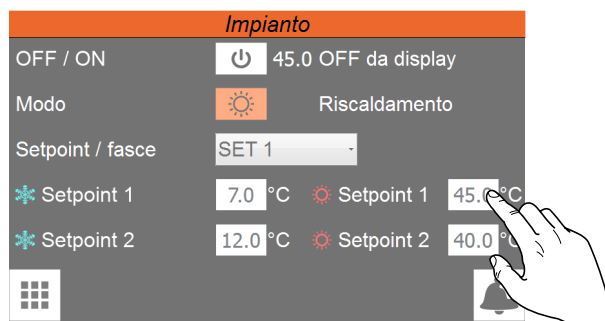 Impianto
OFF / ON 45.0 OFF da display
Modo Riscaldamento
Setpoint / fasce SET 1
Setpoint 1 7.0 °C Setpoint 1 45.0 °C
Setpoint 2 12.0 °C Setpoint 2 40.0 °C